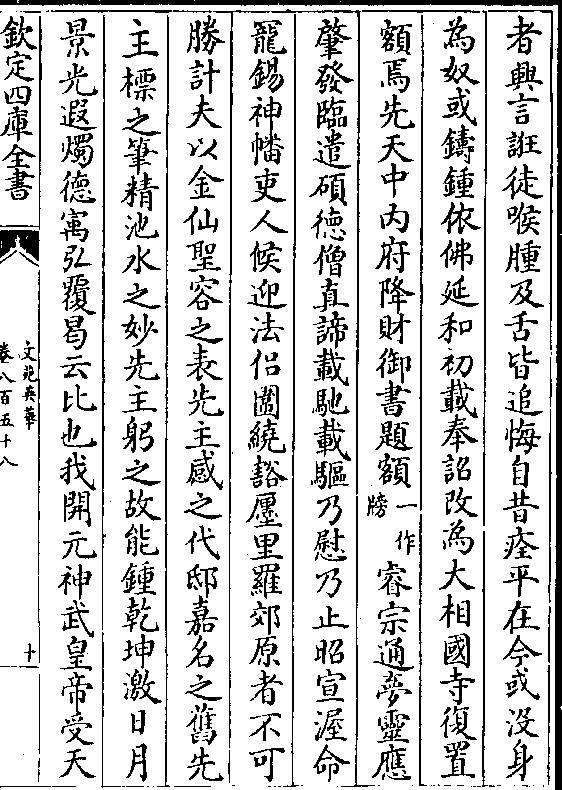 者興言誑徒喉腫及舌皆追悔自昔痊平在今或没身
為奴或鑄鍾依佛延和初載奉詔改為大相國寺復置
額焉先天中内府降財御書題額一作牓睿宗通夢靈應
肇發臨遣碩德僧真諦載馳載驅乃慰乃止昭宣渥命
寵錫神幡吏人候迎法侣圍繞豁㕓里羅郊原者不可
勝計夫以金仙聖容之表先主感之代邸嘉名之舊先
主標之筆精池水之妙先主躬之故能鍾乾坤激日月
景光遐燭德寓弘覆曷云比也我開元神武皇帝受天
欽定四庫全書
文苑英華
卷八百五十八
十